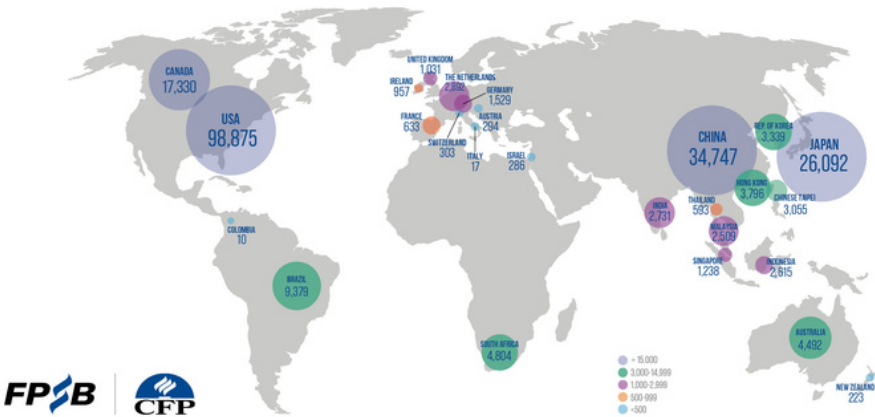 CANADA
17,330
USA
98,875
COLOMBIA
10
BRAZIL
9,379
UNITED KINGDOM
1,031
IRELAND
957
THE NETHERLANDS
2,892
GERMANY
1,529
FRANCE
633
SWITZERLAND
303
AUSTRIA
294
ITALY
17
ISRAEL
286
SOUTH AFRICA
4,804
CHINA
34,747
REP. OF KOREA
3,339
JAPAN
26,092
HONG KONG
3,796
CHINESE TAIPEI
3,055
INDIA
2,731
THAILAND
593
MALAYSIA
2,509
SINGAPORE
1,238
INDONESIA
2,615
AUSTRALIA
4,492
NEW ZEALAND
223
+ 15,000
3,000-14,999
1,000-2,999
500-999
<500
FPSB
CFP